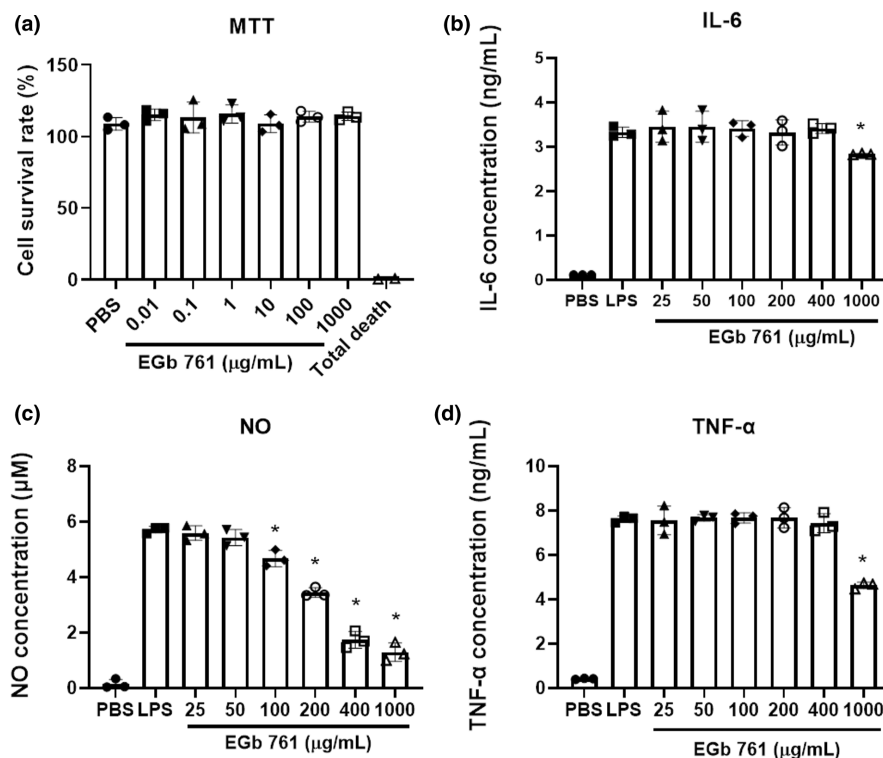 (a)
MTT
Cell survival rate (%)
150
100
50
0
PBS
0.01
0.1
1
10
100
1000
Total death
EGb 761 (μg/mL)
(b)
IL-6
IL-6 concentration (ng/mL)
5
4
3
2
1
0
*
PBS LPS 25 50 100 200 400 1000
EGb 761 (μg/mL)
(c)
NO
NO concentration (μM)
8
6
4
2
0
*
*
*
*
PBS LPS 25 50 100 200 400 1000
EGb 761 (μg/mL)
(d)
TNF-α
TNF-α concentration (ng/mL)
10
8
6
4
2
0
*
PBS LPS 25 50 100 200 400 1000
EGb 761 (μg/mL)